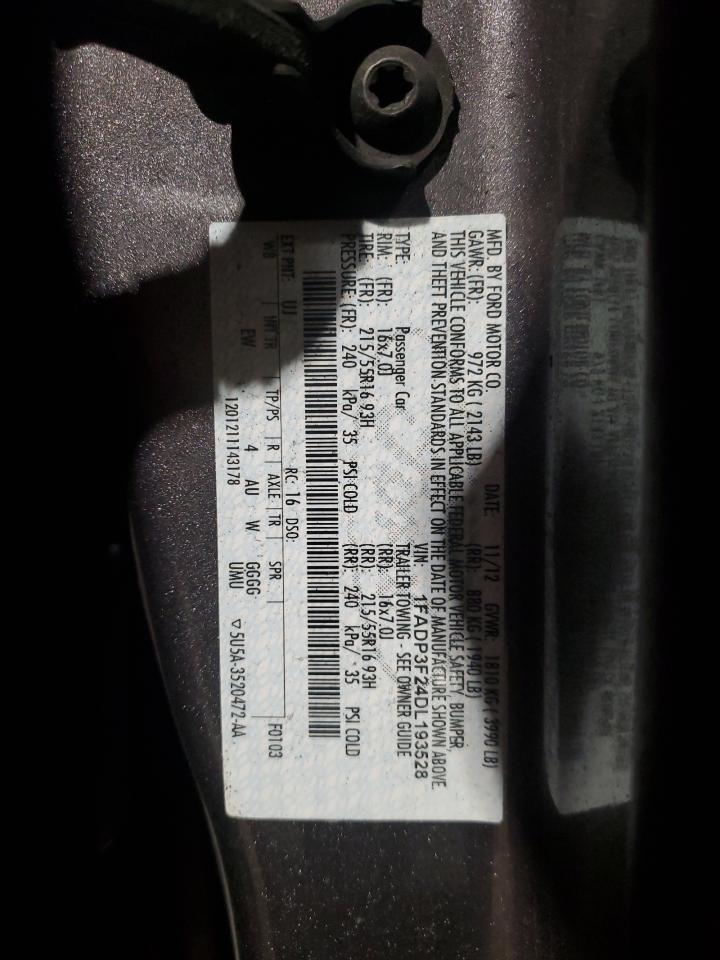 MFD. BY FORD MOTOR CO. DATE: 11/12 GVWR: 1810 KG ( 3990 LB)
GAWR: (FR): 972 KG ( 2143 LB) (RR): 880 KG ( 1940 LB)
THIS VEHICLE CONFORMS TO ALL APPLICABLE FEDERAL MOTOR VEHICLE SAFETY, BUMPER,
AND THEFT PREVENTION STANDARDS IN EFFECT ON THE DATE OF MANUFACTURE SHOWN ABOVE.
VIN: 1FADP3F24DL193528
TYPE: Passenger Car TRAILER TOWING - SEE OWNER GUIDE
RIM: (FR): 16x7.0J (RR): 16x7.0J
TIRE: (FR): 215/55R16 93H (RR): 215/55R16 93H
PRESSURE: (FR): 240 kPa/ 35 PSI COLD (RR): 240 kPa/ 35 PSI COLD
EXT PNT: UJ RC: 16 DSO: F0103
WB INT TR TP/PS R AXLE TR SPR
EW 4 AU W GGGG
UMU
1201211143178 ▽5U5A-3520472-AA